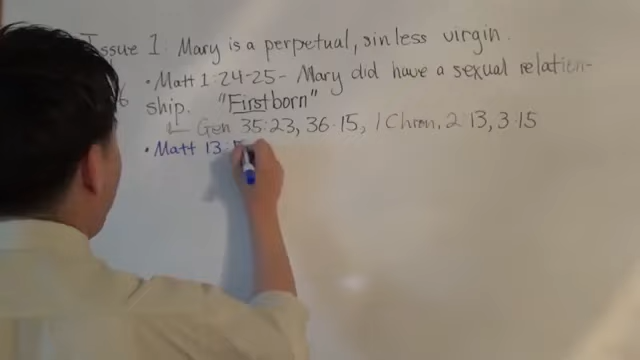 Issue 1: Mary is a perpetual, sinless virgin.
• Matt 1:24-25- Mary did have a sexual relation-
ship. "Firstborn"
Gen 35:23, 36:15, 1 Chron. 2:13, 3:15
• Matt 13: